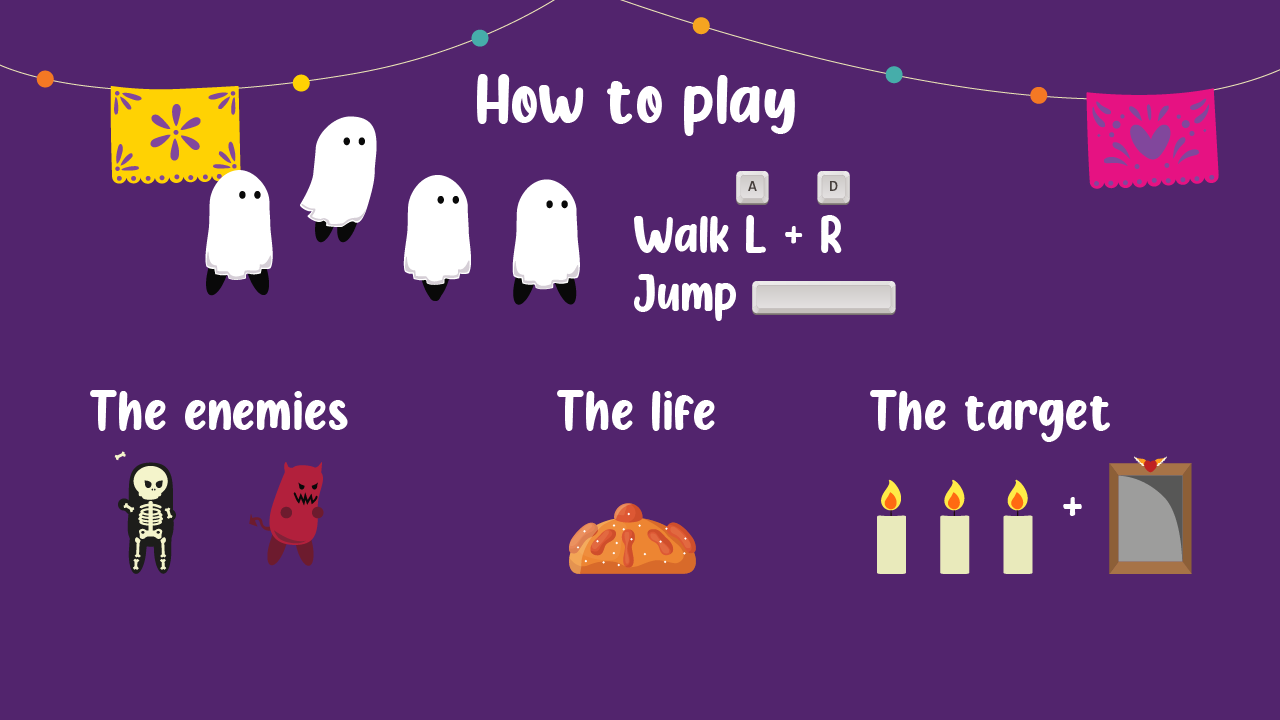 How to play
A D
Walk L + R
Jump
The enemies
The life
The target
+